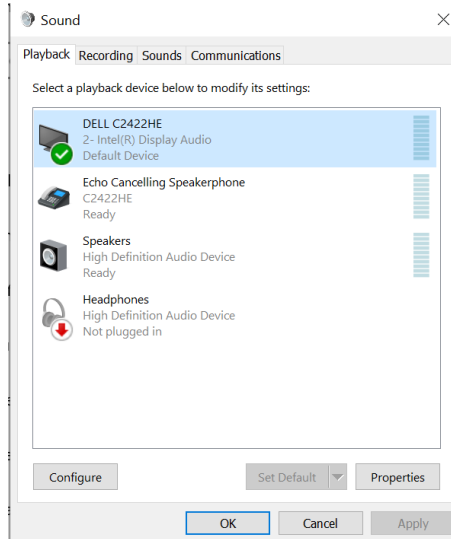 Sound
Playback Recording Sounds Communications
Select a playback device below to modify its settings:
DELL C2422HE
2- Intel(R) Display Audio
Default Device
Echo Cancelling Speakerphone
C2422HE
Ready
Speakers
High Definition Audio Device
Ready
Headphones
High Definition Audio Device
Not plugged in
Configure Set Default Properties
OK Cancel Apply